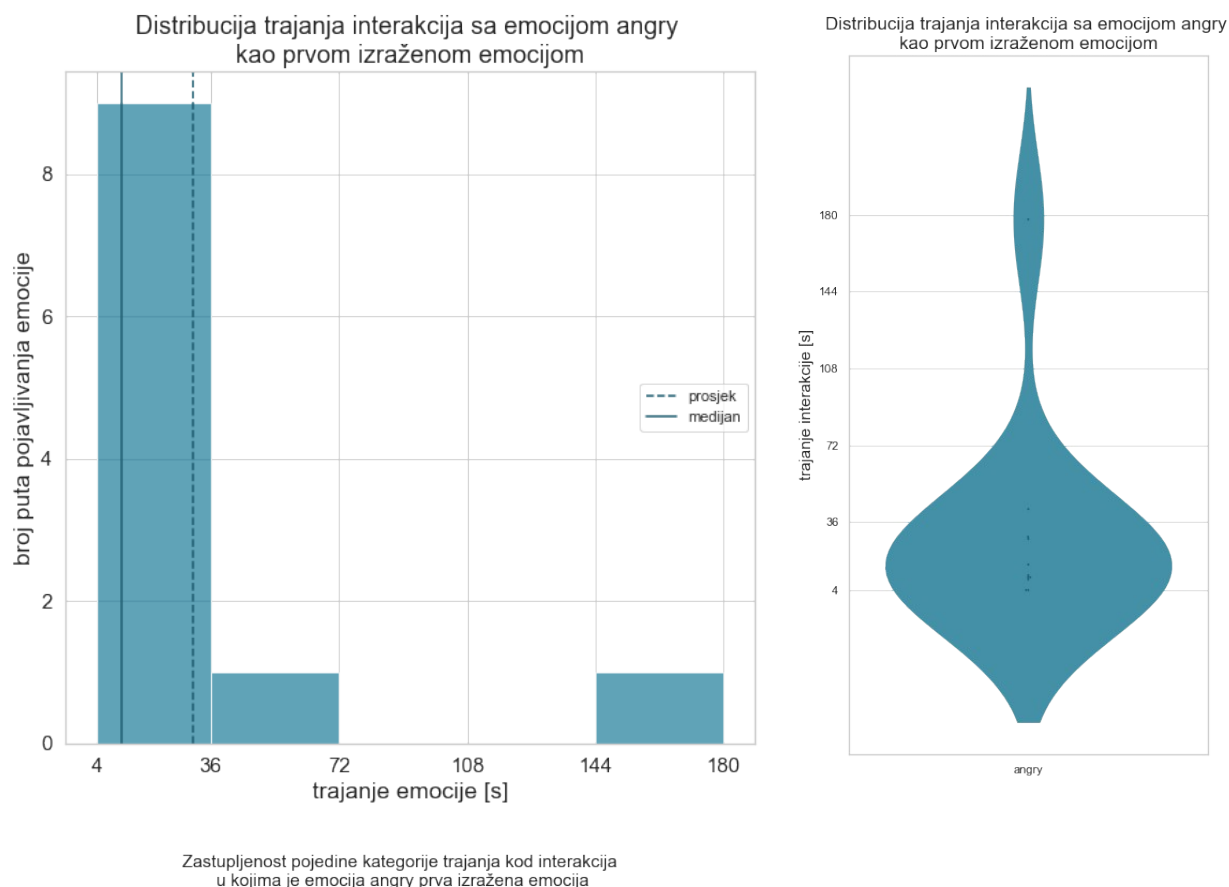 Distribucija trajanja interakcija sa emocijom angry
kao prvom izraženom emocijom
broj puta pojavljivanja emocije
8
6
4
2
0
prosjek
medijan
4 36 72 108 144 180
trajanje emocije [s]
Distribucija trajanja interakcija sa emocijom angry
kao prvom izraženom emocijom
trajanje interakcije [s]
180
144
108
72
36
4
angry
Zastupljenost pojedine kategorije trajanja kod interakcija
u kojima je emocija angry prva izražena emocija